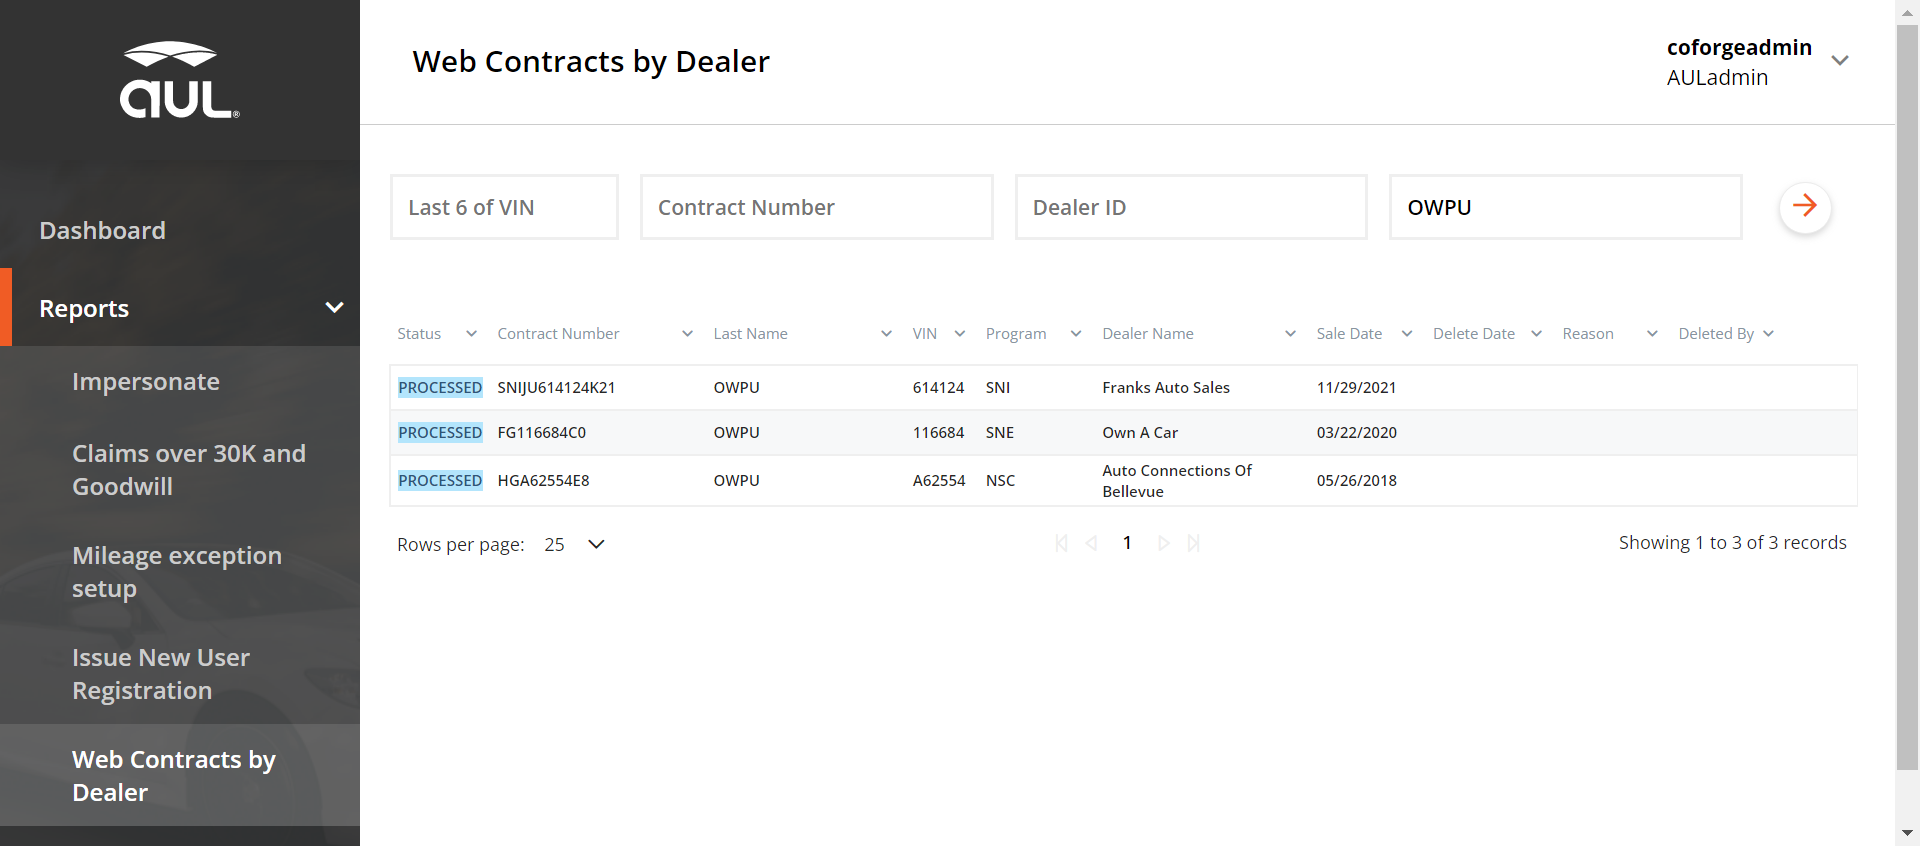 aUL®
Web Contracts by Dealer
coforgeadmin
AULadmin
Dashboard
Reports
Impersonate
Claims over 30K and
Goodwill
Mileage exception
setup
Issue New User
Registration
Web Contracts by
Dealer
Last 6 of VIN Contract Number Dealer ID OWPU
Status Contract Number Last Name VIN Program Dealer Name Sale Date Delete Date Reason Deleted By
PROCESSED SNIJU614124K21 OWPU 614124 SNI Franks Auto Sales 11/29/2021
PROCESSED FG116684C0 OWPU 116684 SNE Own A Car 03/22/2020
PROCESSED HGA62554E8 OWPU A62554 NSC Auto Connections Of
Bellevue 05/26/2018
Rows per page: 25 1 Showing 1 to 3 of 3 records